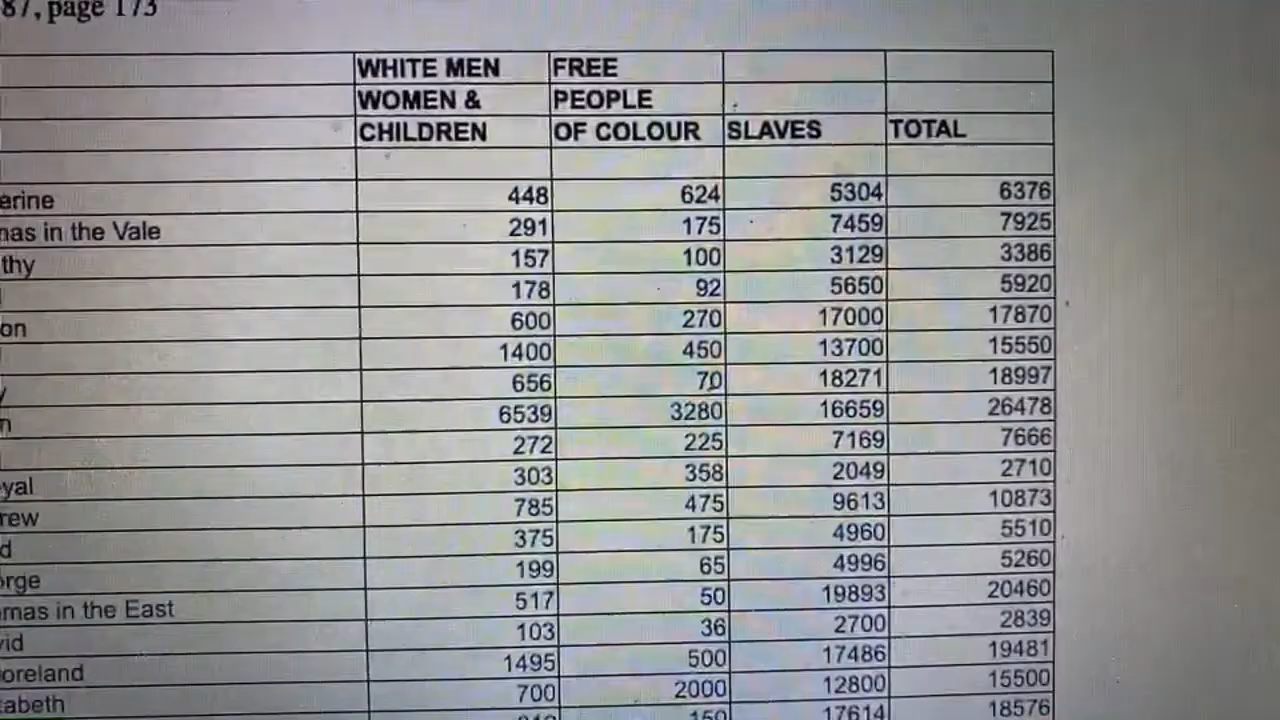 87, page 173
WHITE MEN FREE
WOMEN & PEOPLE
CHILDREN OF COLOUR SLAVES TOTAL
erine 448 624 5304 6376
nas in the Vale 291 175 7459 7925
thy 157 100 3129 3386
178 92 5650 5920
on 600 270 17000 17870
1400 450 13700 15550
y 656 70 18271 18997
n 6539 3280 16659 26478
272 225 7169 7666
yal 303 358 2049 2710
rew 785 475 9613 10873
d 375 175 4960 5510
orge 199 65 4996 5260
mas in the East 517 50 19893 20460
vid 103 36 2700 2839
oreland 1495 500 17486 19481
abeth 700 2000 12800 15500
150 17614 18576